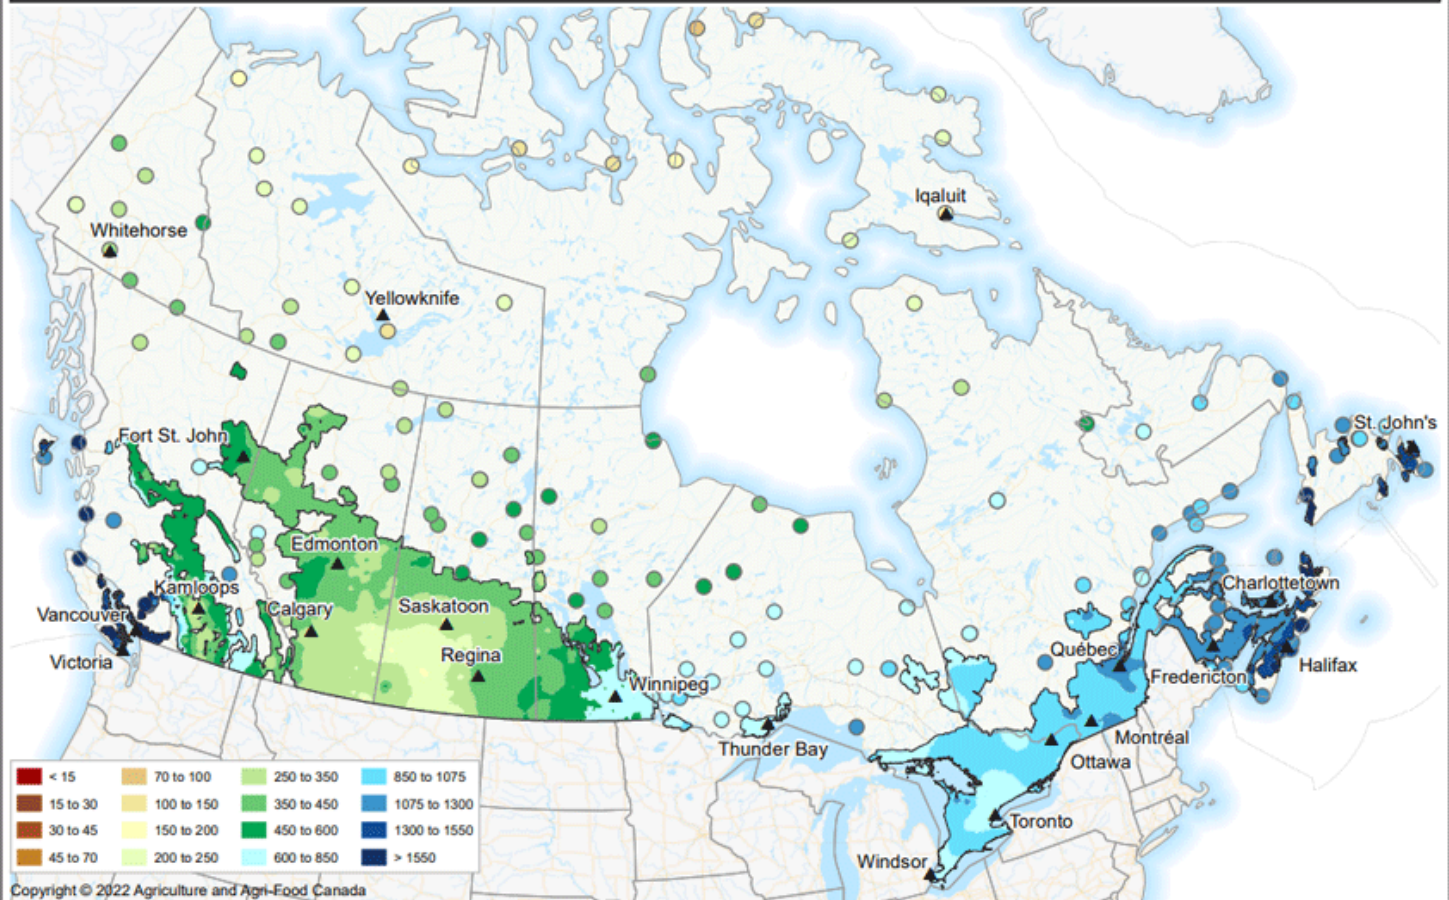 Iqaluit
Whitehorse
Yellowknife
St. John's
Fort St. John
Edmonton
Charlottetown
Kamloops
Saskatoon
Calgary
Vancouver
Québec
Regina
Victoria
Halifax
Fredericton
Winnipeg
Montréal
Thunder Bay
Ottawa
Toronto
Windsor
< 15 70 to 100 250 to 350 850 to 1075
15 to 30 100 to 150 350 to 450 1075 to 1300
30 to 45 150 to 200 450 to 600 1300 to 1550
45 to 70 200 to 250 600 to 850 > 1550
Copyright © 2022 Agriculture and Agri-Food Canada